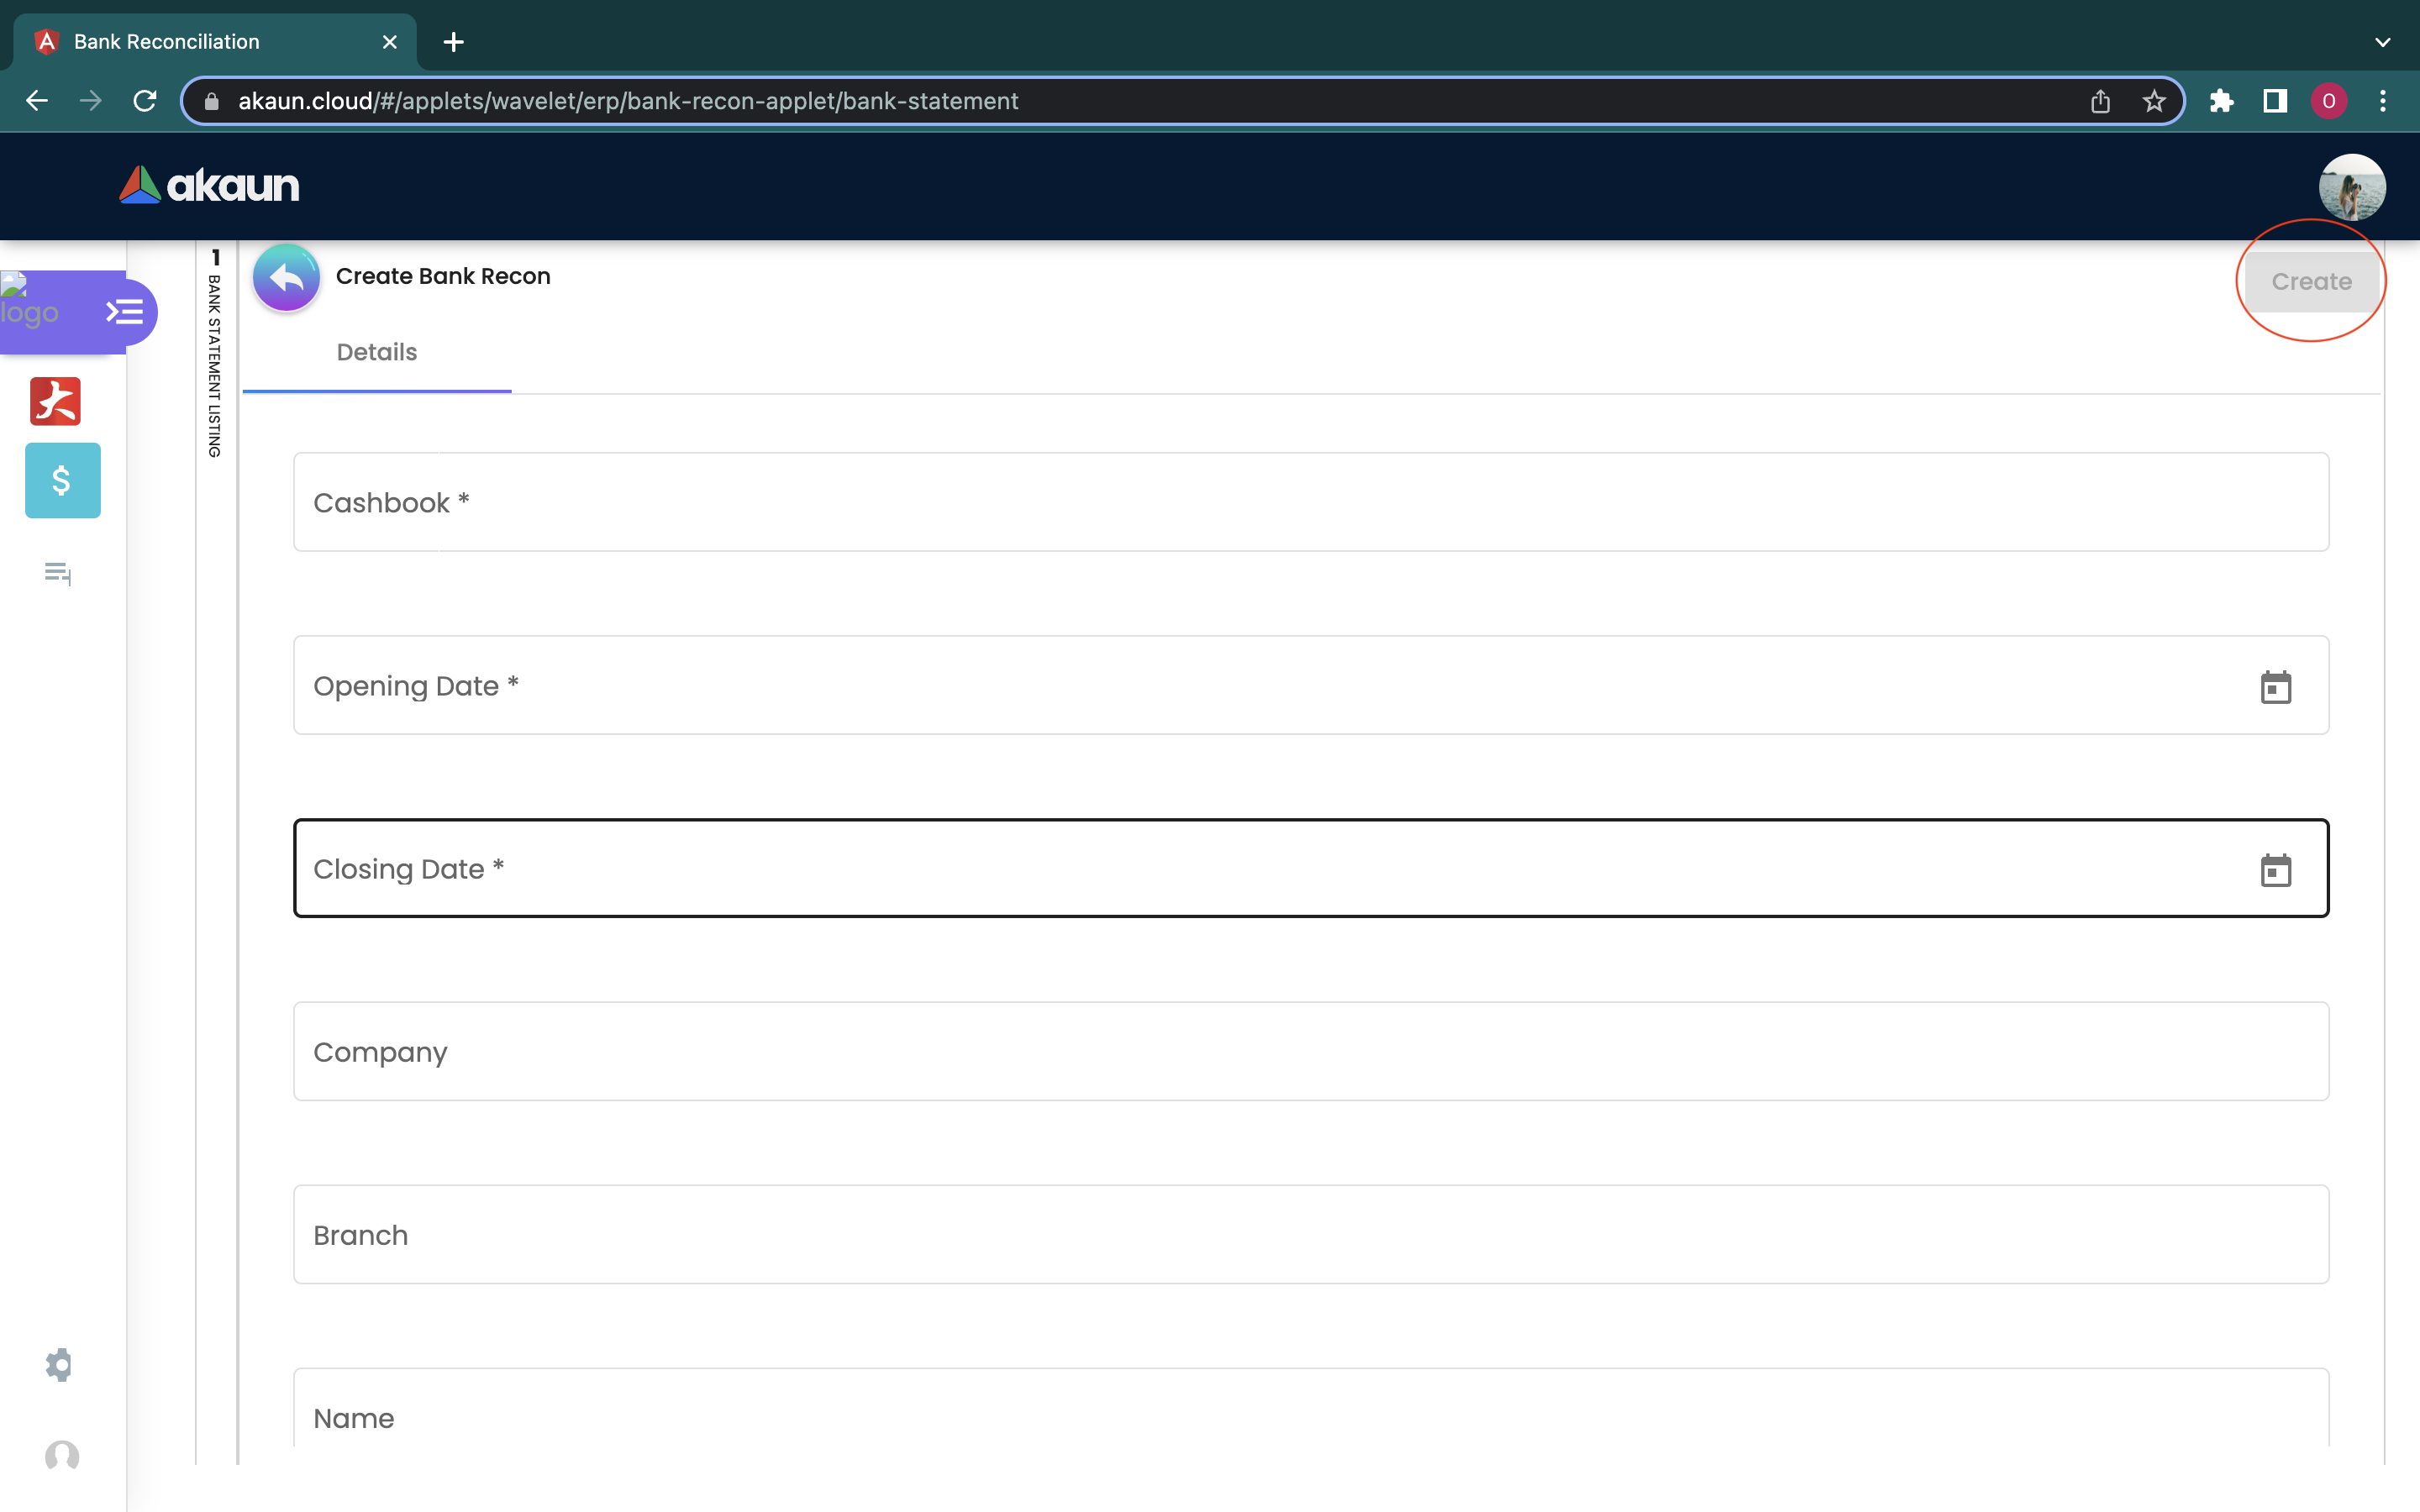 Bank Reconciliation
akaun.cloud/#/applets/wavelet/erp/bank-recon-applet/bank-statement
O
akaun
logo
$
1 BANK STATEMENT LISTING
Create Bank Recon
Create
Details
Cashbook *
Opening Date *
Closing Date *
Company
Branch
Name